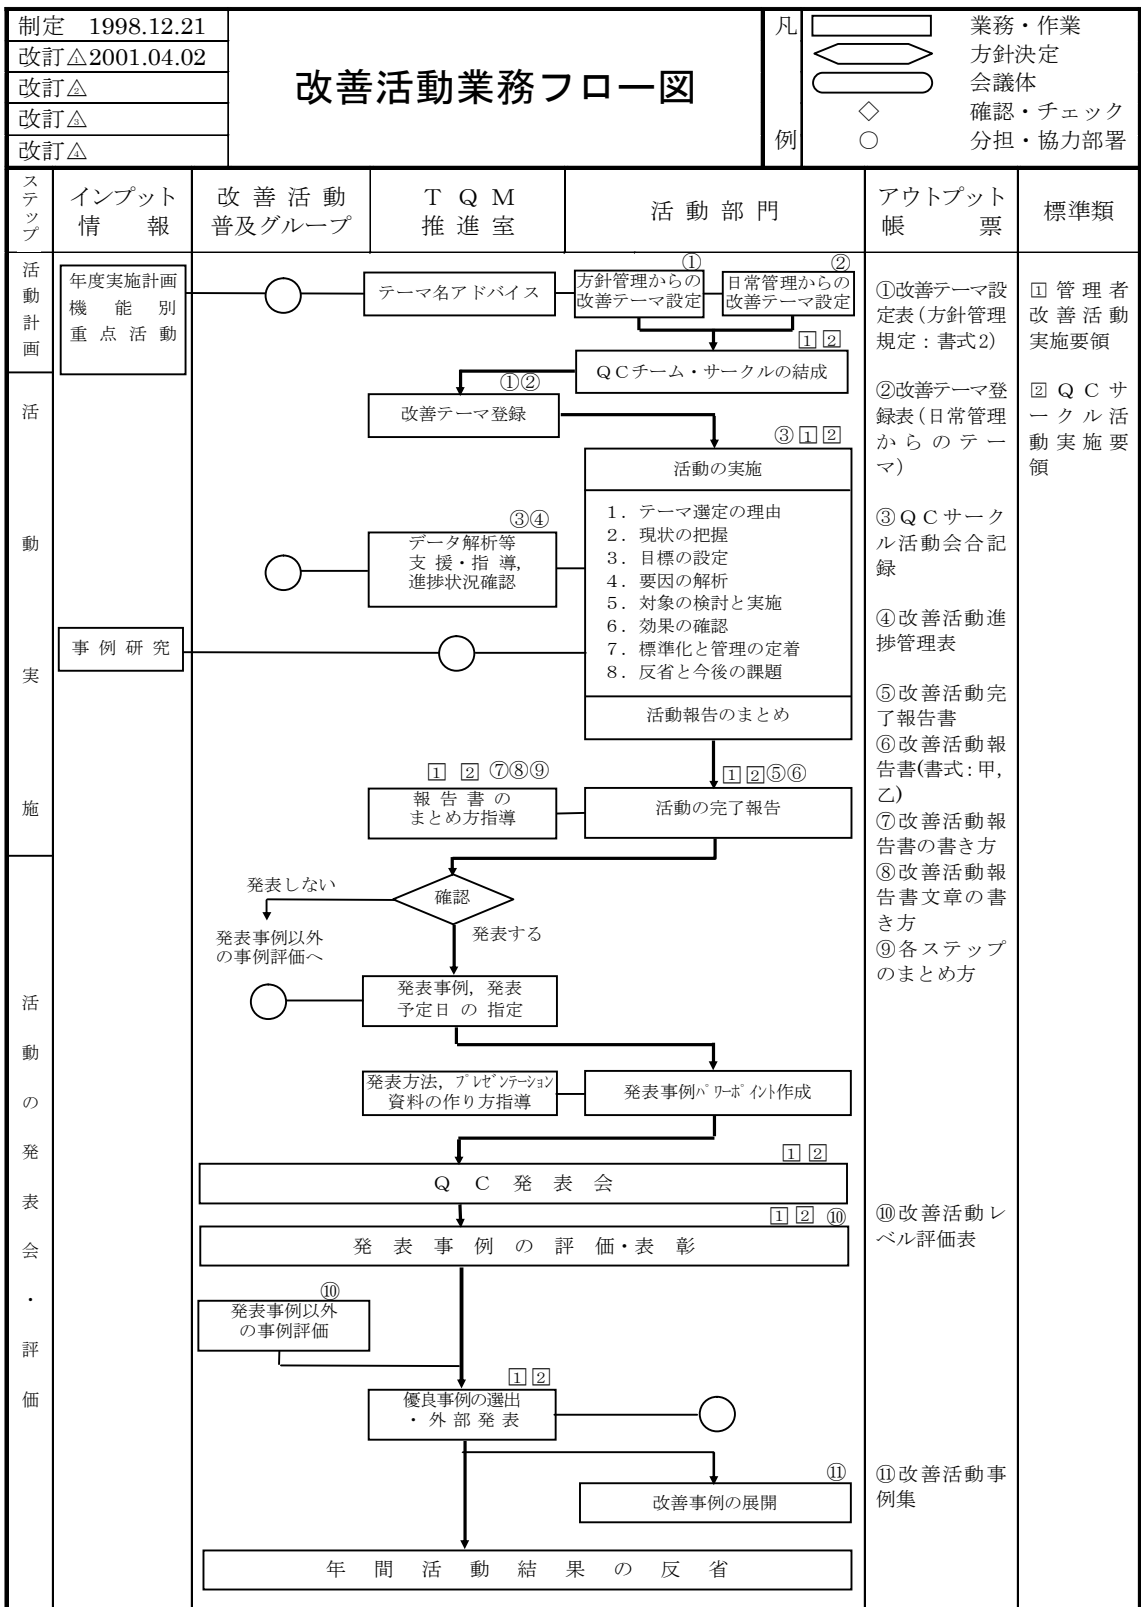 制定 1998.12.21
改訂△1 2001.04.02
改訂△2
改訂△3
改訂△4
改善活動業務フロー図
凡
例
業務・作業
方針決定
会議体
◇ 確認・チェック
○ 分担・協力部署
ステップ
インプット
情報
改善活動
普及グループ
TQM
推進室
活動部門
アウトプット
帳票
標準類
活動計画
年度実施計画
機能別
重点活動
テーマ名アドバイス
①
方針管理からの
改善テーマ設定
②
日常管理からの
改善テーマ設定
1 2
QCチーム・サークルの結成
①②
改善テーマ登録
活動実施
③ 1 2
活動の実施
1．テーマ選定の理由
2．現状の把握
3．目標の設定
4．要因の解析
5．対象の検討と実施
6．効果の確認
7．標準化と管理の定着
8．反省と今後の課題
活動報告のまとめ
③④
データ解析等
支援・指導，
進捗状況確認
事例研究
1 2 ⑦⑧⑨
報告書の
まとめ方指導
1 2 ⑤⑥
活動の完了報告
活動の発表会・評価
確認
発表しない
発表事例以外
の事例評価へ
発表する
発表事例，発表
予定日の指定
発表方法，プレゼンテーション
資料の作り方指導
発表事例パワーポイント作成
1 2
QC発表会
1 2 ⑩
発表事例の評価・表彰
⑩
発表事例以外
の事例評価
1 2
優良事例の選出
・外部発表
⑪
改善事例の展開
年間活動結果の反省
①改善テーマ設
定表（方針管理
規定：書式2）
②改善テーマ登
録表（日常管理
からのテー
マ）
③QCサーク
ル活動会合記
録
④改善活動進
捗管理表
⑤改善活動完
了報告書
⑥改善活動報
告書(書式：甲，
乙)
⑦改善活動報
告書の書き方
⑧改善活動報
告書文章の書
き方
⑨各ステップ
のまとめ方
⑩改善活動レ
ベル評価表
⑪改善活動事
例集
1 管理者
改善活動
実施要領
2 QCサ
ークル活
動実施要
領